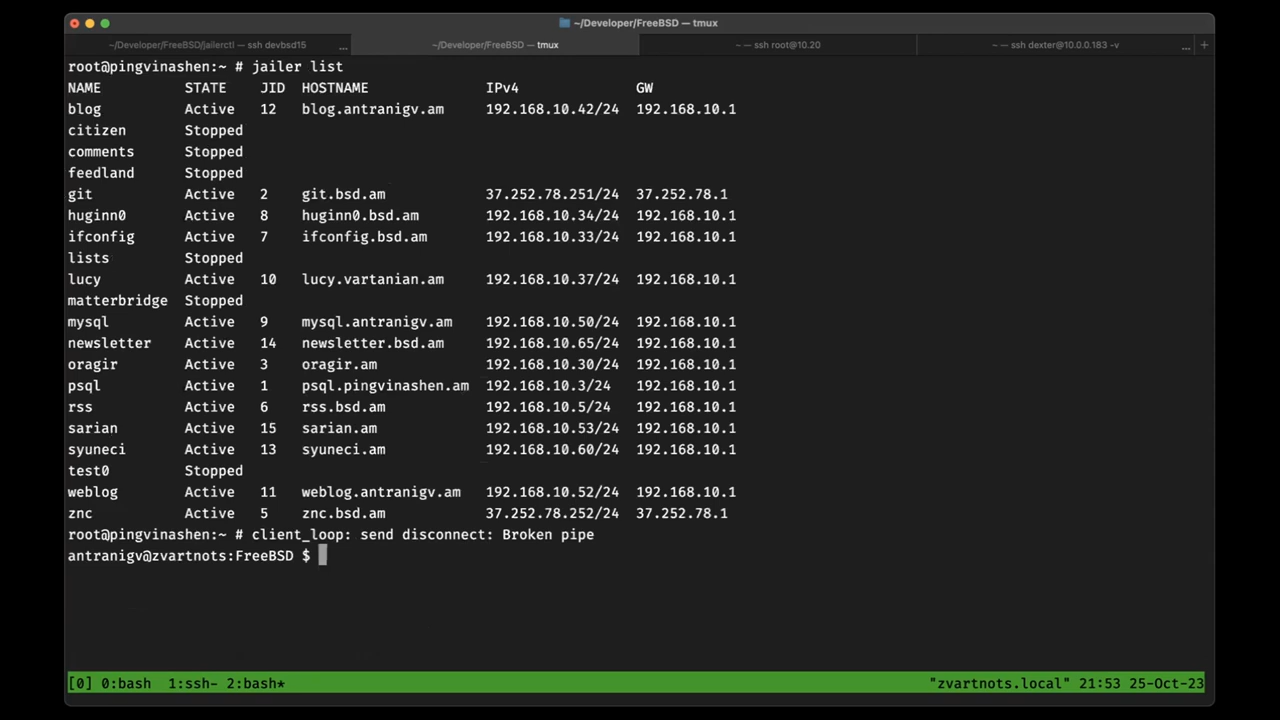 ~/Developer/FreeBSD — tmux
~/Developer/FreeBSD/jailerctl — ssh devbsd15 ... ~/Developer/FreeBSD — tmux ~ — ssh root@10.20 ~ — ssh dexter@10.0.0.183 -v ... +
root@pingvinashen:~ # jailer list
NAME STATE JID HOSTNAME IPv4 GW
blog Active 12 blog.antranigv.am 192.168.10.42/24 192.168.10.1
citizen Stopped
comments Stopped
feedland Stopped
git Active 2 git.bsd.am 37.252.78.251/24 37.252.78.1
huginn0 Active 8 huginn0.bsd.am 192.168.10.34/24 192.168.10.1
ifconfig Active 7 ifconfig.bsd.am 192.168.10.33/24 192.168.10.1
lists Stopped
lucy Active 10 lucy.vartanian.am 192.168.10.37/24 192.168.10.1
matterbridge Stopped
mysql Active 9 mysql.antranigv.am 192.168.10.50/24 192.168.10.1
newsletter Active 14 newsletter.bsd.am 192.168.10.65/24 192.168.10.1
oragir Active 3 oragir.am 192.168.10.30/24 192.168.10.1
psql Active 1 psql.pingvinashen.am 192.168.10.3/24 192.168.10.1
rss Active 6 rss.bsd.am 192.168.10.5/24 192.168.10.1
sarian Active 15 sarian.am 192.168.10.53/24 192.168.10.1
syuneci Active 13 syuneci.am 192.168.10.60/24 192.168.10.1
test0 Stopped
weblog Active 11 weblog.antranigv.am 192.168.10.52/24 192.168.10.1
znc Active 5 znc.bsd.am 37.252.78.252/24 37.252.78.1
root@pingvinashen:~ # client_loop: send disconnect: Broken pipe
antranigv@zvartnots:FreeBSD $
[0] 0:bash 1:ssh- 2:bash* "zvartnots.local" 21:53 25-Oct-23